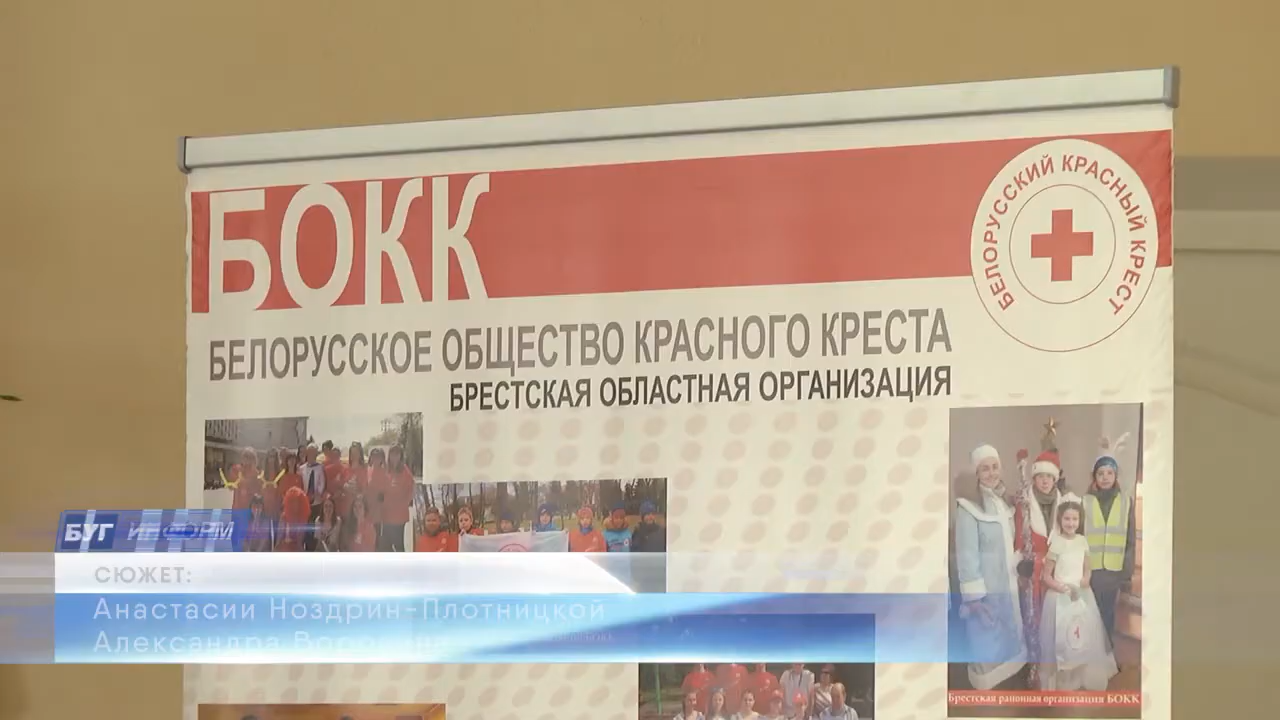 БОКК
БЕЛОРУССКИЙ КРАСНЫЙ КРЕСТ
БЕЛОРУССКОЕ ОБЩЕСТВО КРАСНОГО КРЕСТА
БРЕСТСКАЯ ОБЛАСТНАЯ ОРГАНИЗАЦИЯ
БУГ ИНФОРМ
СЮЖЕТ:
Анастасии Ноздрин-Плотницкой
Александра
Брестская районная организация БОКК